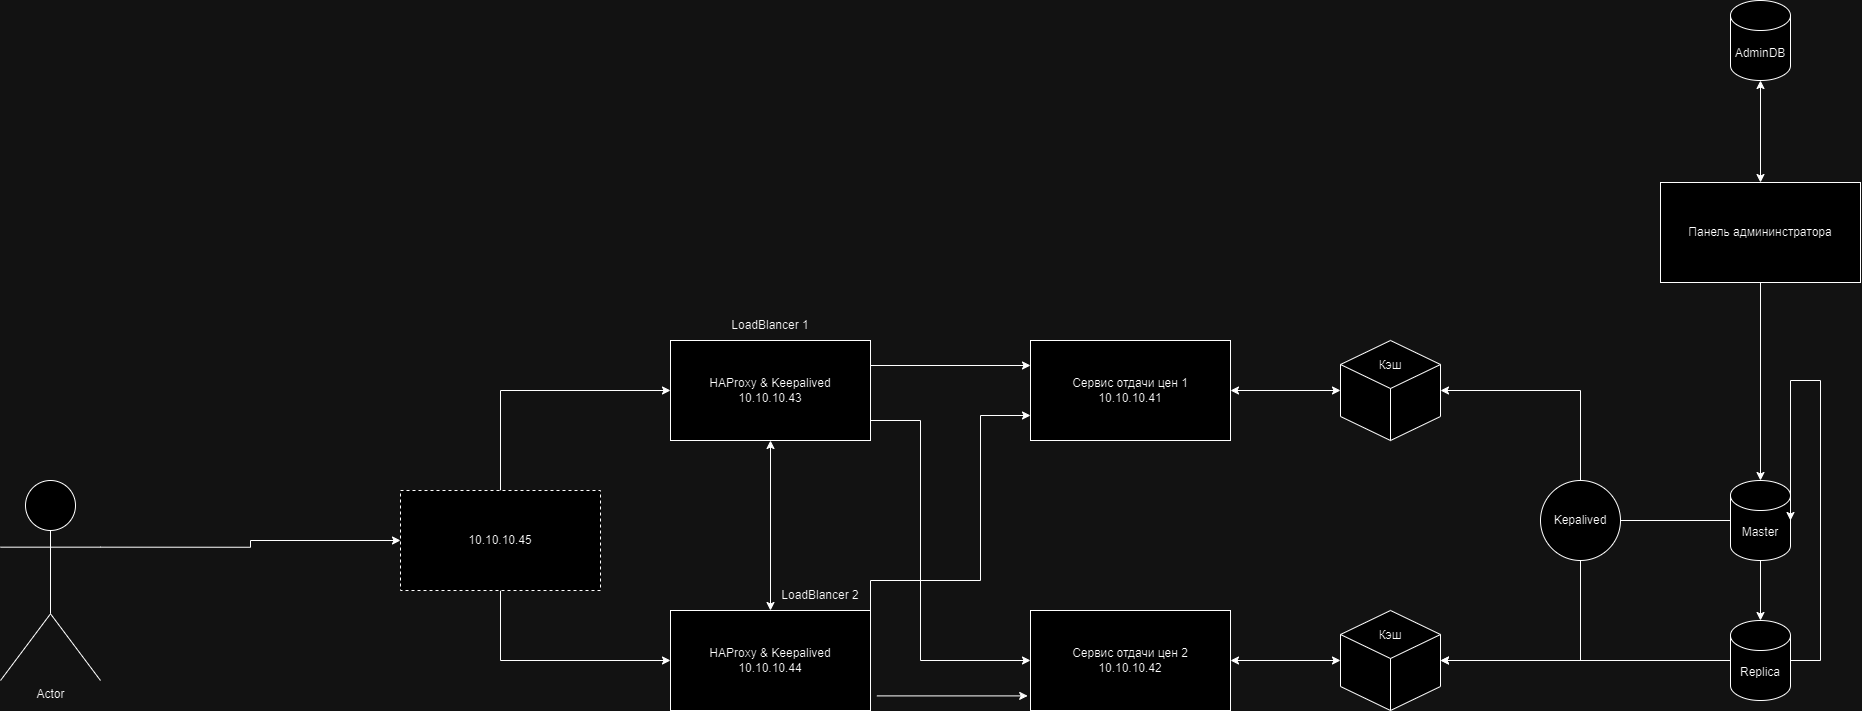 AdminDB
Панель админинстратора
LoadBlancer 1
HAProxy & Keepalived
10.10.10.43
Сервис отдачи цен 1
10.10.10.41
Кэш
Kepalived
Master
10.10.10.45
LoadBlancer 2
HAProxy & Keepalived
10.10.10.44
Сервис отдачи цен 2
10.10.10.42
Кэш
Replica
Actor